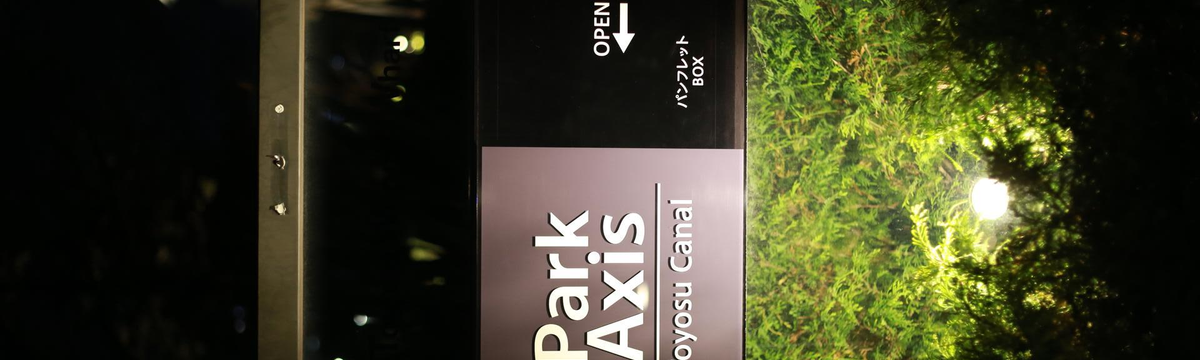 Park
Axis
oyosu Canal
OPEN
パンフレット
BOX